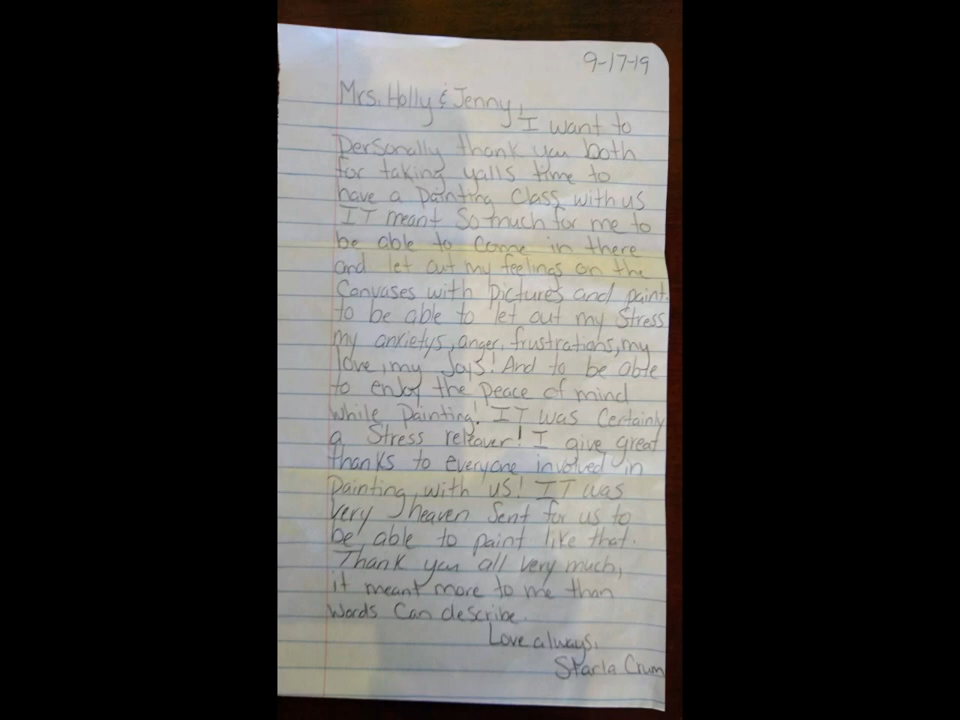 9-17-19
Mrs. Holly & Jenny,
I want to
personally thank you both
for taking yalls time to
have a painting class with us
IT meant so much for me to
be able to come in there
and let out my feelings on the
Canvases with pictures and paint.
to be able to let out my stress
my anxietys, anger, frustrations, my
love, my Joys! And to be able
to enjoy the peace of mind
while painting! IT was certainly
a stress releaver! I give great
thanks to everyone involved in
painting, with us! IT was
very heaven sent for us to
be able to paint like that.
Thank you all very much,
it meant more to me than
words can describe.
Love always,
Starla Crum